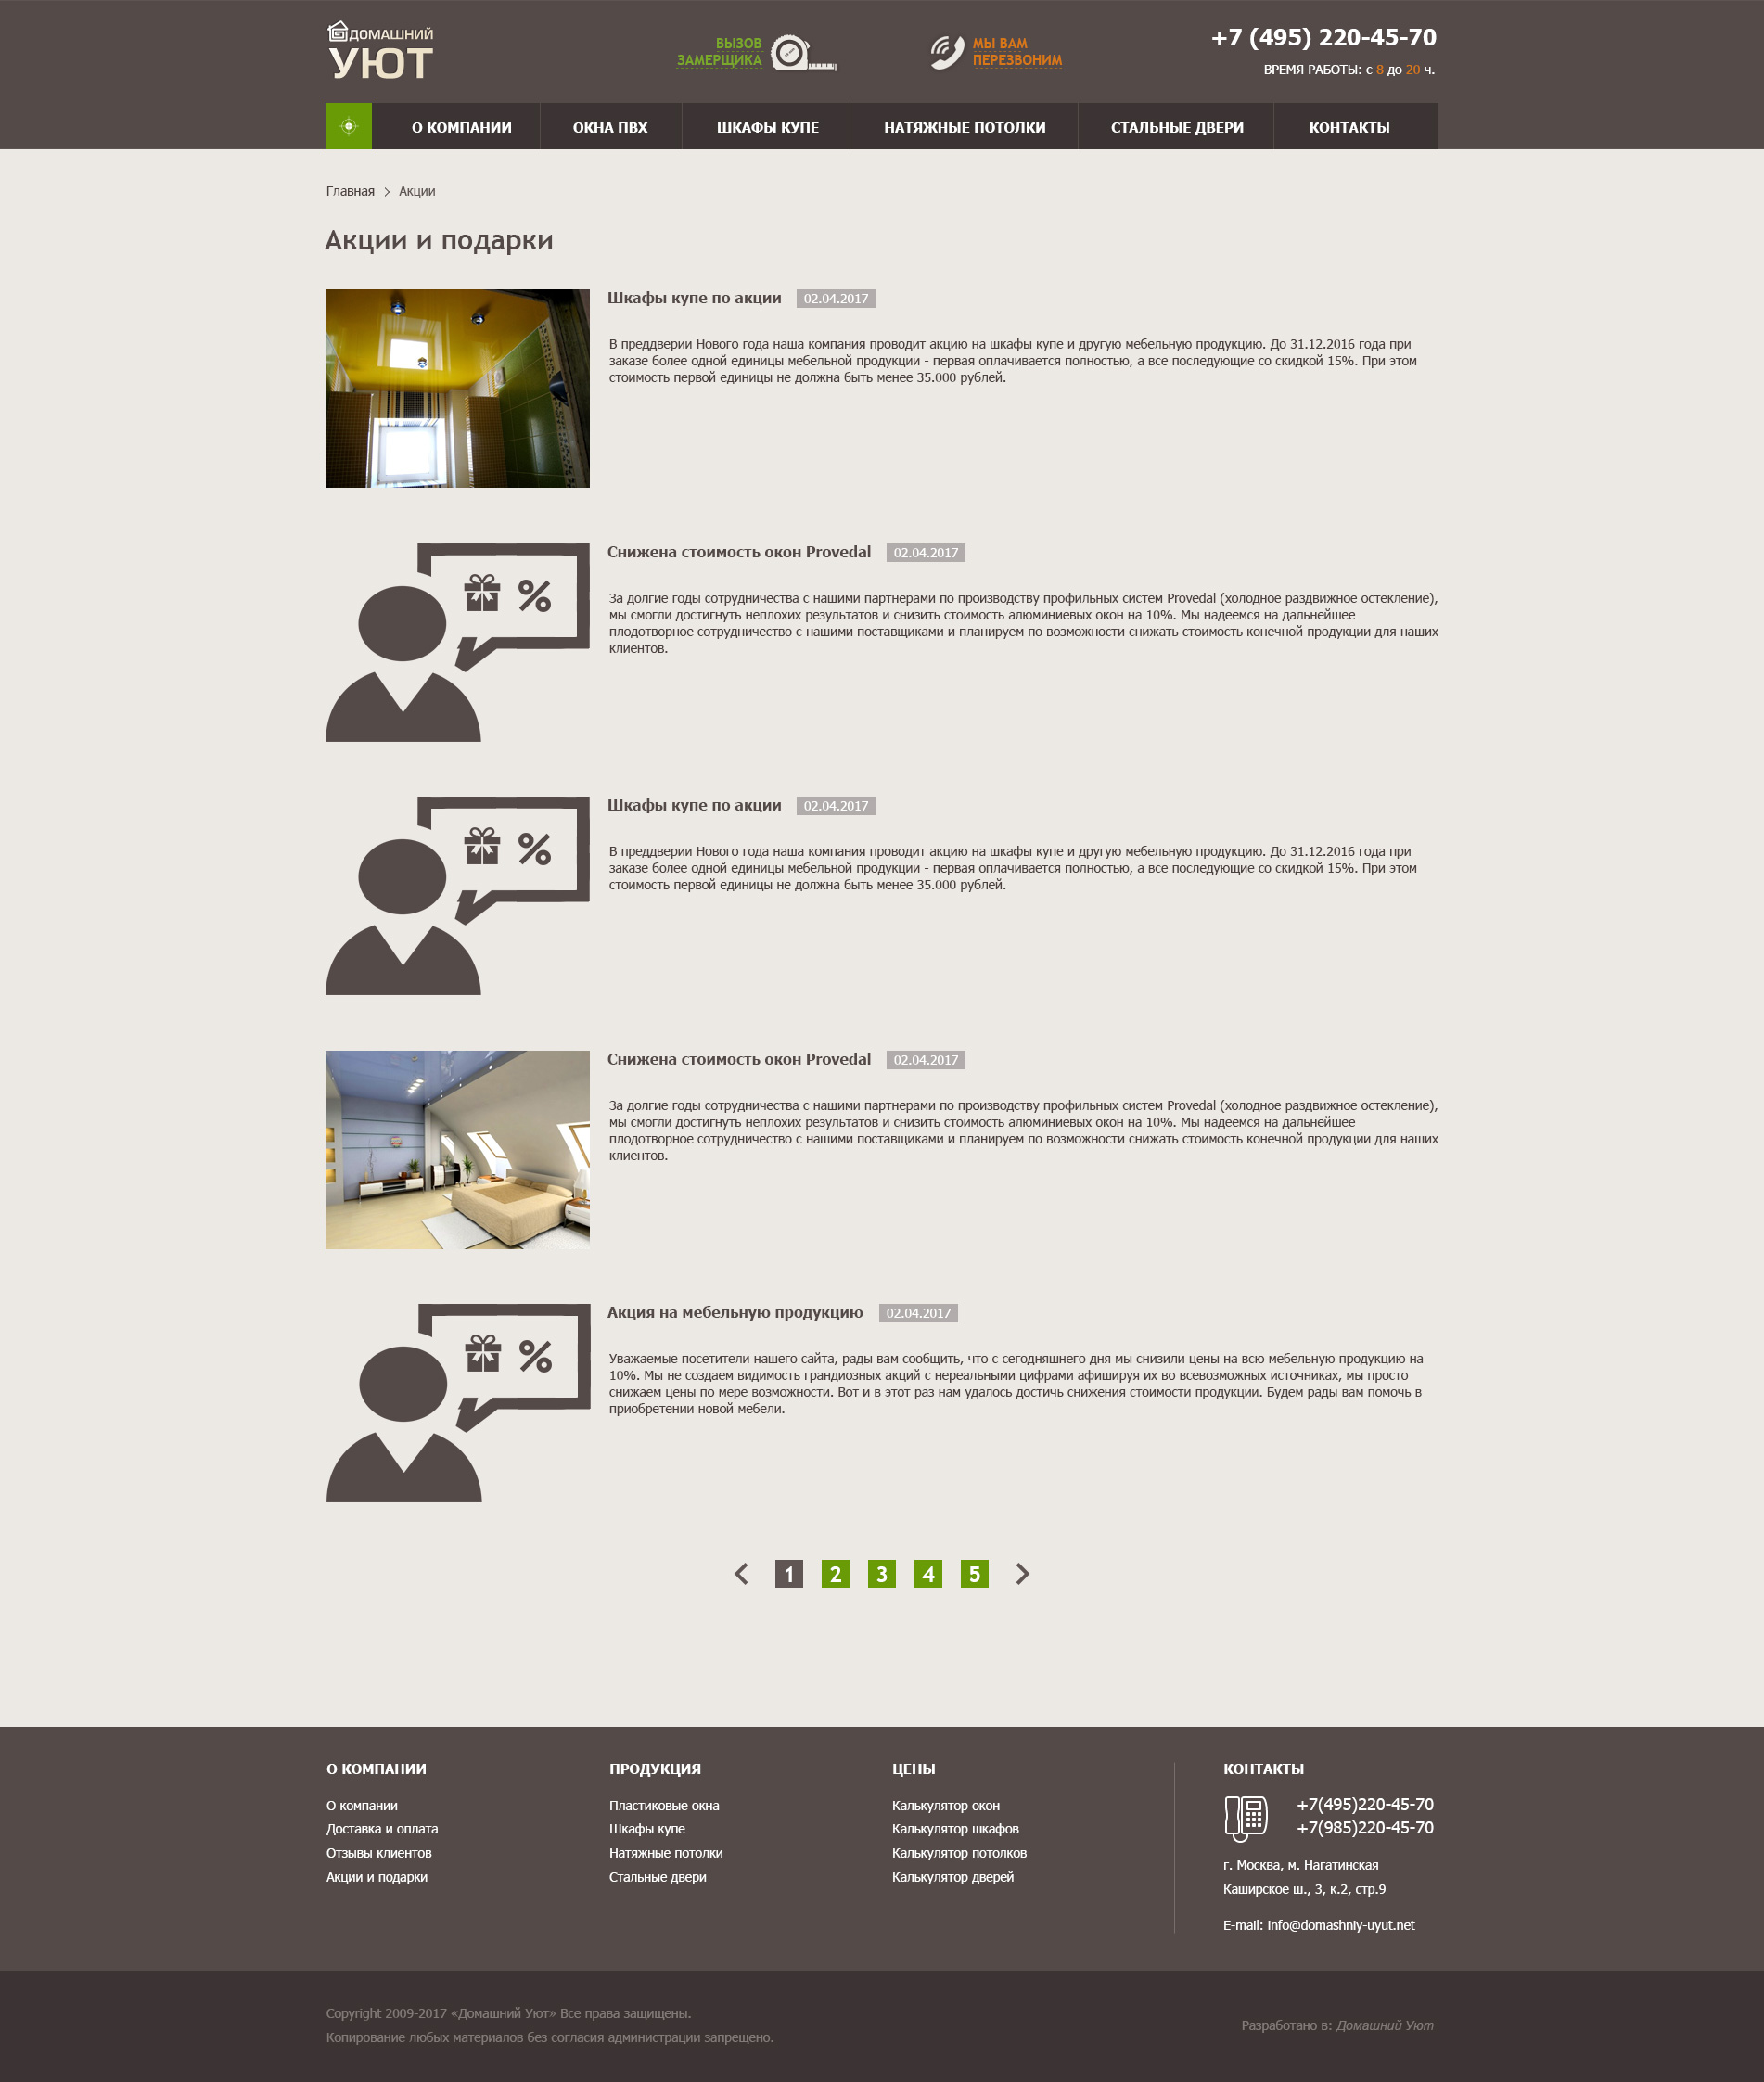 ДОМАШНИЙ
УЮТ
ВЫЗОВ
ЗАМЕРЩИКА
МЫ ВАМ
ПЕРЕЗВОНИМ
+7 (495) 220-45-70
ВРЕМЯ РАБОТЫ: с 8 до 20 ч.
О КОМПАНИИ
ОКНА ПВХ
ШКАФЫ КУПЕ
НАТЯЖНЫЕ ПОТОЛКИ
СТАЛЬНЫЕ ДВЕРИ
КОНТАКТЫ
Главная > Акции
Акции и подарки
Шкафы купе по акции 02.04.2017
В преддверии Нового года наша компания проводит акцию на шкафы купе и другую мебельную продукцию. До 31.12.2016 года при
заказе более одной единицы мебельной продукции - первая оплачивается полностью, а все последующие со скидкой 15%. При этом
стоимость первой единицы не должна быть менее 35.000 рублей.
%
Снижена стоимость окон Provedal 02.04.2017
За долгие годы сотрудничества с нашими партнерами по производству профильных систем Provedal (холодное раздвижное остекление),
мы смогли достигнуть неплохих результатов и снизить стоимость алюминиевых окон на 10%. Мы надеемся на дальнейшее
плодотворное сотрудничество с нашими поставщиками и планируем по возможности снижать стоимость конечной продукции для наших
клиентов.
%
Шкафы купе по акции 02.04.2017
В преддверии Нового года наша компания проводит акцию на шкафы купе и другую мебельную продукцию. До 31.12.2016 года при
заказе более одной единицы мебельной продукции - первая оплачивается полностью, а все последующие со скидкой 15%. При этом
стоимость первой единицы не должна быть менее 35.000 рублей.
Снижена стоимость окон Provedal 02.04.2017
За долгие годы сотрудничества с нашими партнерами по производству профильных систем Provedal (холодное раздвижное остекление),
мы смогли достигнуть неплохих результатов и снизить стоимость алюминиевых окон на 10%. Мы надеемся на дальнейшее
плодотворное сотрудничество с нашими поставщиками и планируем по возможности снижать стоимость конечной продукции для наших
клиентов.
%
Акция на мебельную продукцию 02.04.2017
Уважаемые посетители нашего сайта, рады вам сообщить, что с сегодняшнего дня мы снизили цены на всю мебельную продукцию на
10%. Мы не создаем видимость грандиозных акций с нереальными цифрами афишируя их во всевозможных источниках, мы просто
снижаем цены по мере возможности. Вот и в этот раз нам удалось достичь снижения стоимости продукции. Будем рады вам помочь в
приобретении новой мебели.
1 2 3 4 5
О КОМПАНИИ
О компании
Доставка и оплата
Отзывы клиентов
Акции и подарки
ПРОДУКЦИЯ
Пластиковые окна
Шкафы купе
Натяжные потолки
Стальные двери
ЦЕНЫ
Калькулятор окон
Калькулятор шкафов
Калькулятор потолков
Калькулятор дверей
КОНТАКТЫ
+7(495)220-45-70
+7(985)220-45-70
г. Москва, м. Нагатинская
Каширское ш., 3, к.2, стр.9
E-mail: info@domashniy-uyut.net
Copyright 2009-2017 «Домашний Уют» Все права защищены.
Копирование любых материалов без согласия администрации запрещено.
Разработано в: Домашний Уют